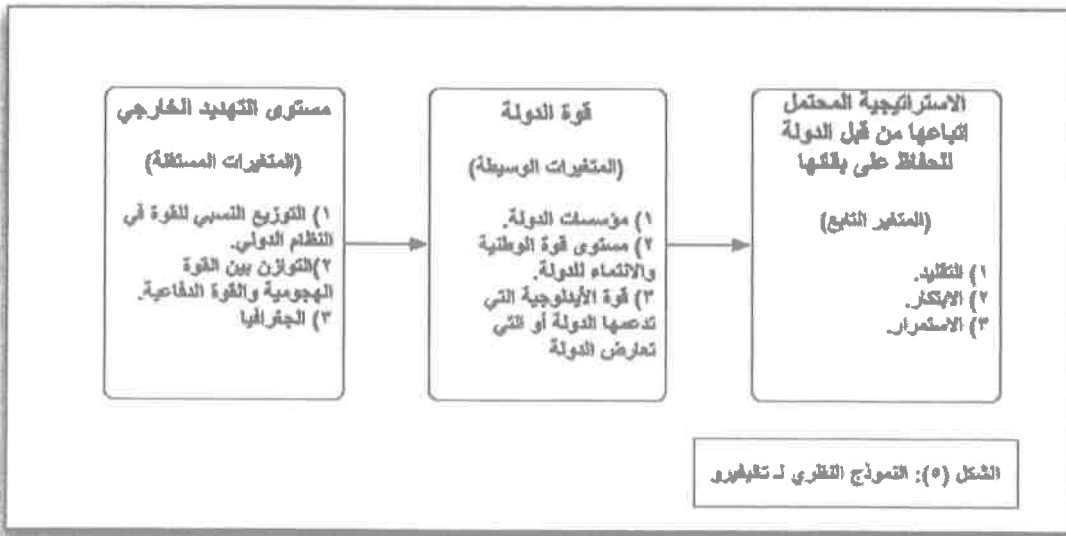 مستوى التهديد الخارجي
(المتغيرات المستقلة)
١) التوزيع النسبي للقوة في
النظام الدولي.
٢)التوازن بين القوة
الهجومية والقوة الدفاعية.
٣) الجغرافيا
قوة الدولة
(المتغيرات الوسيطة)
١) مؤسسات الدولة.
٢) مستوى قوة الوطنية
والانتماء للدولة.
٣) قوة الأيدلوجية التي
تدعمها الدولة أو التي
تعارض الدولة
الاستراتيجية المحتمل
اتباعها من قبل الدولة
للحفاظ على بقائها
(المتغير التابع)
١) التقليد.
٢) الابتكار.
٣) الاستمرار.
الشكل (٥): النموذج النظري لـ تاليفيرو